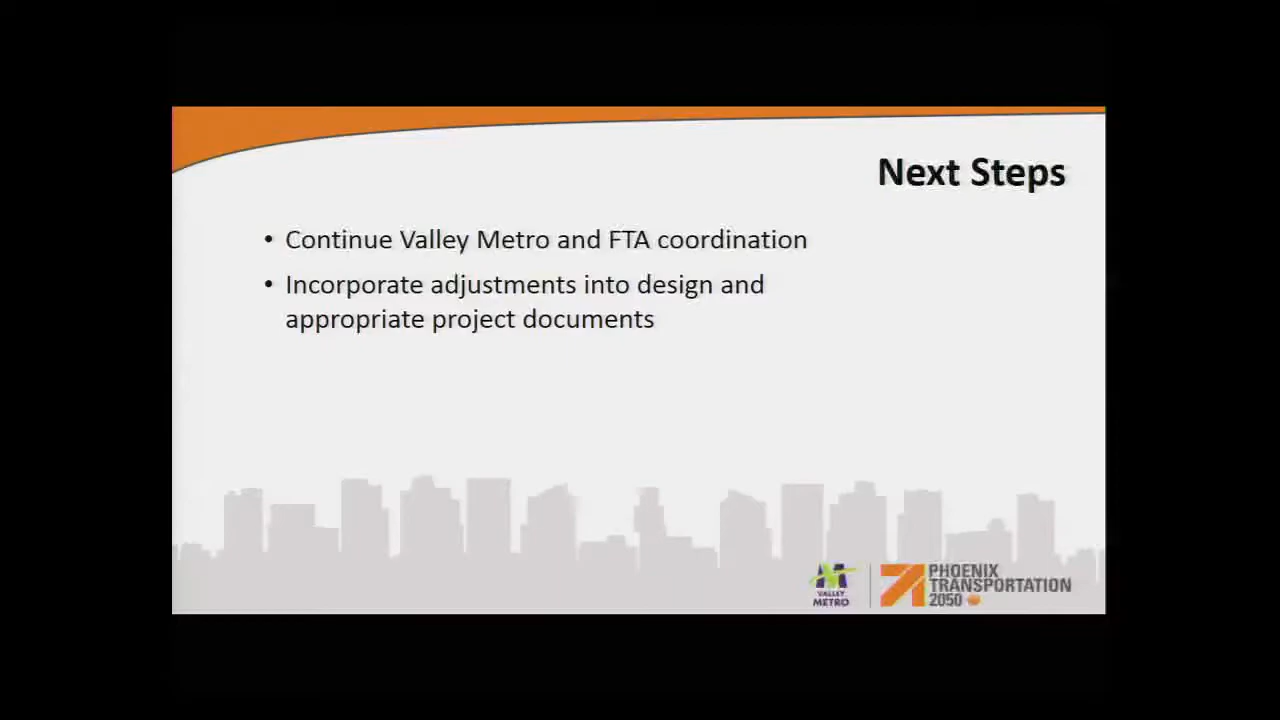 Next Steps
• Continue Valley Metro and FTA coordination
• Incorporate adjustments into design and
appropriate project documents
VALLEY
METRO
PHOENIX
TRANSPORTATION
2050